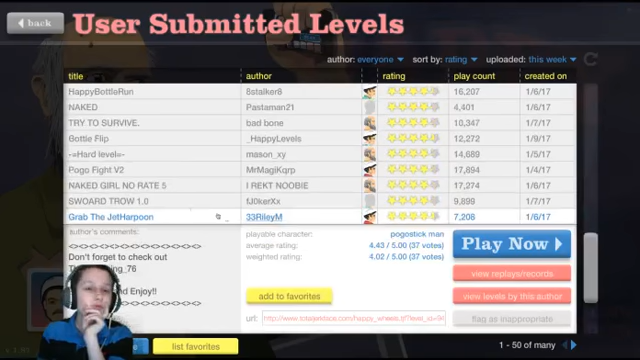 back
User Submitted Levels
author: everyone sort by: rating uploaded: this week
title author rating play count created on
HappyBottleRun 8stalker8 16,207 1/6/17
NAKED Pastaman21 4,401 1/6/17
TRY TO SURVIVE. bad bone 10,347 1/7/17
Gottie Flip _HappyLevels 12,272 1/9/17
-=Hard level=- mason_xy 14,689 1/5/17
Pogo Fight V2 MrMagiKqrp 17,894 1/4/17
NAKED GIRL NO RATE 5 I REKT NOOBIE 17,274 1/6/17
SWOARD TROW 1.0 fJ0kerXx 9,899 1/7/17
Grab The JetHarpoon 33RileyM 7,208 1/6/17
author's comments:
<><><><><><><><><><><>
Don't forget to check out
_76
nd Enjoy!!
<><><>
playable character: pogostick man
average rating: 4.43 / 5.00 (37 votes)
weighted rating: 4.02 / 5.00 (37 votes)
add to favorites
Play Now
view replays/records
view levels by this author
flag as inappropriate
url:
list favorites
1 - 50 of many